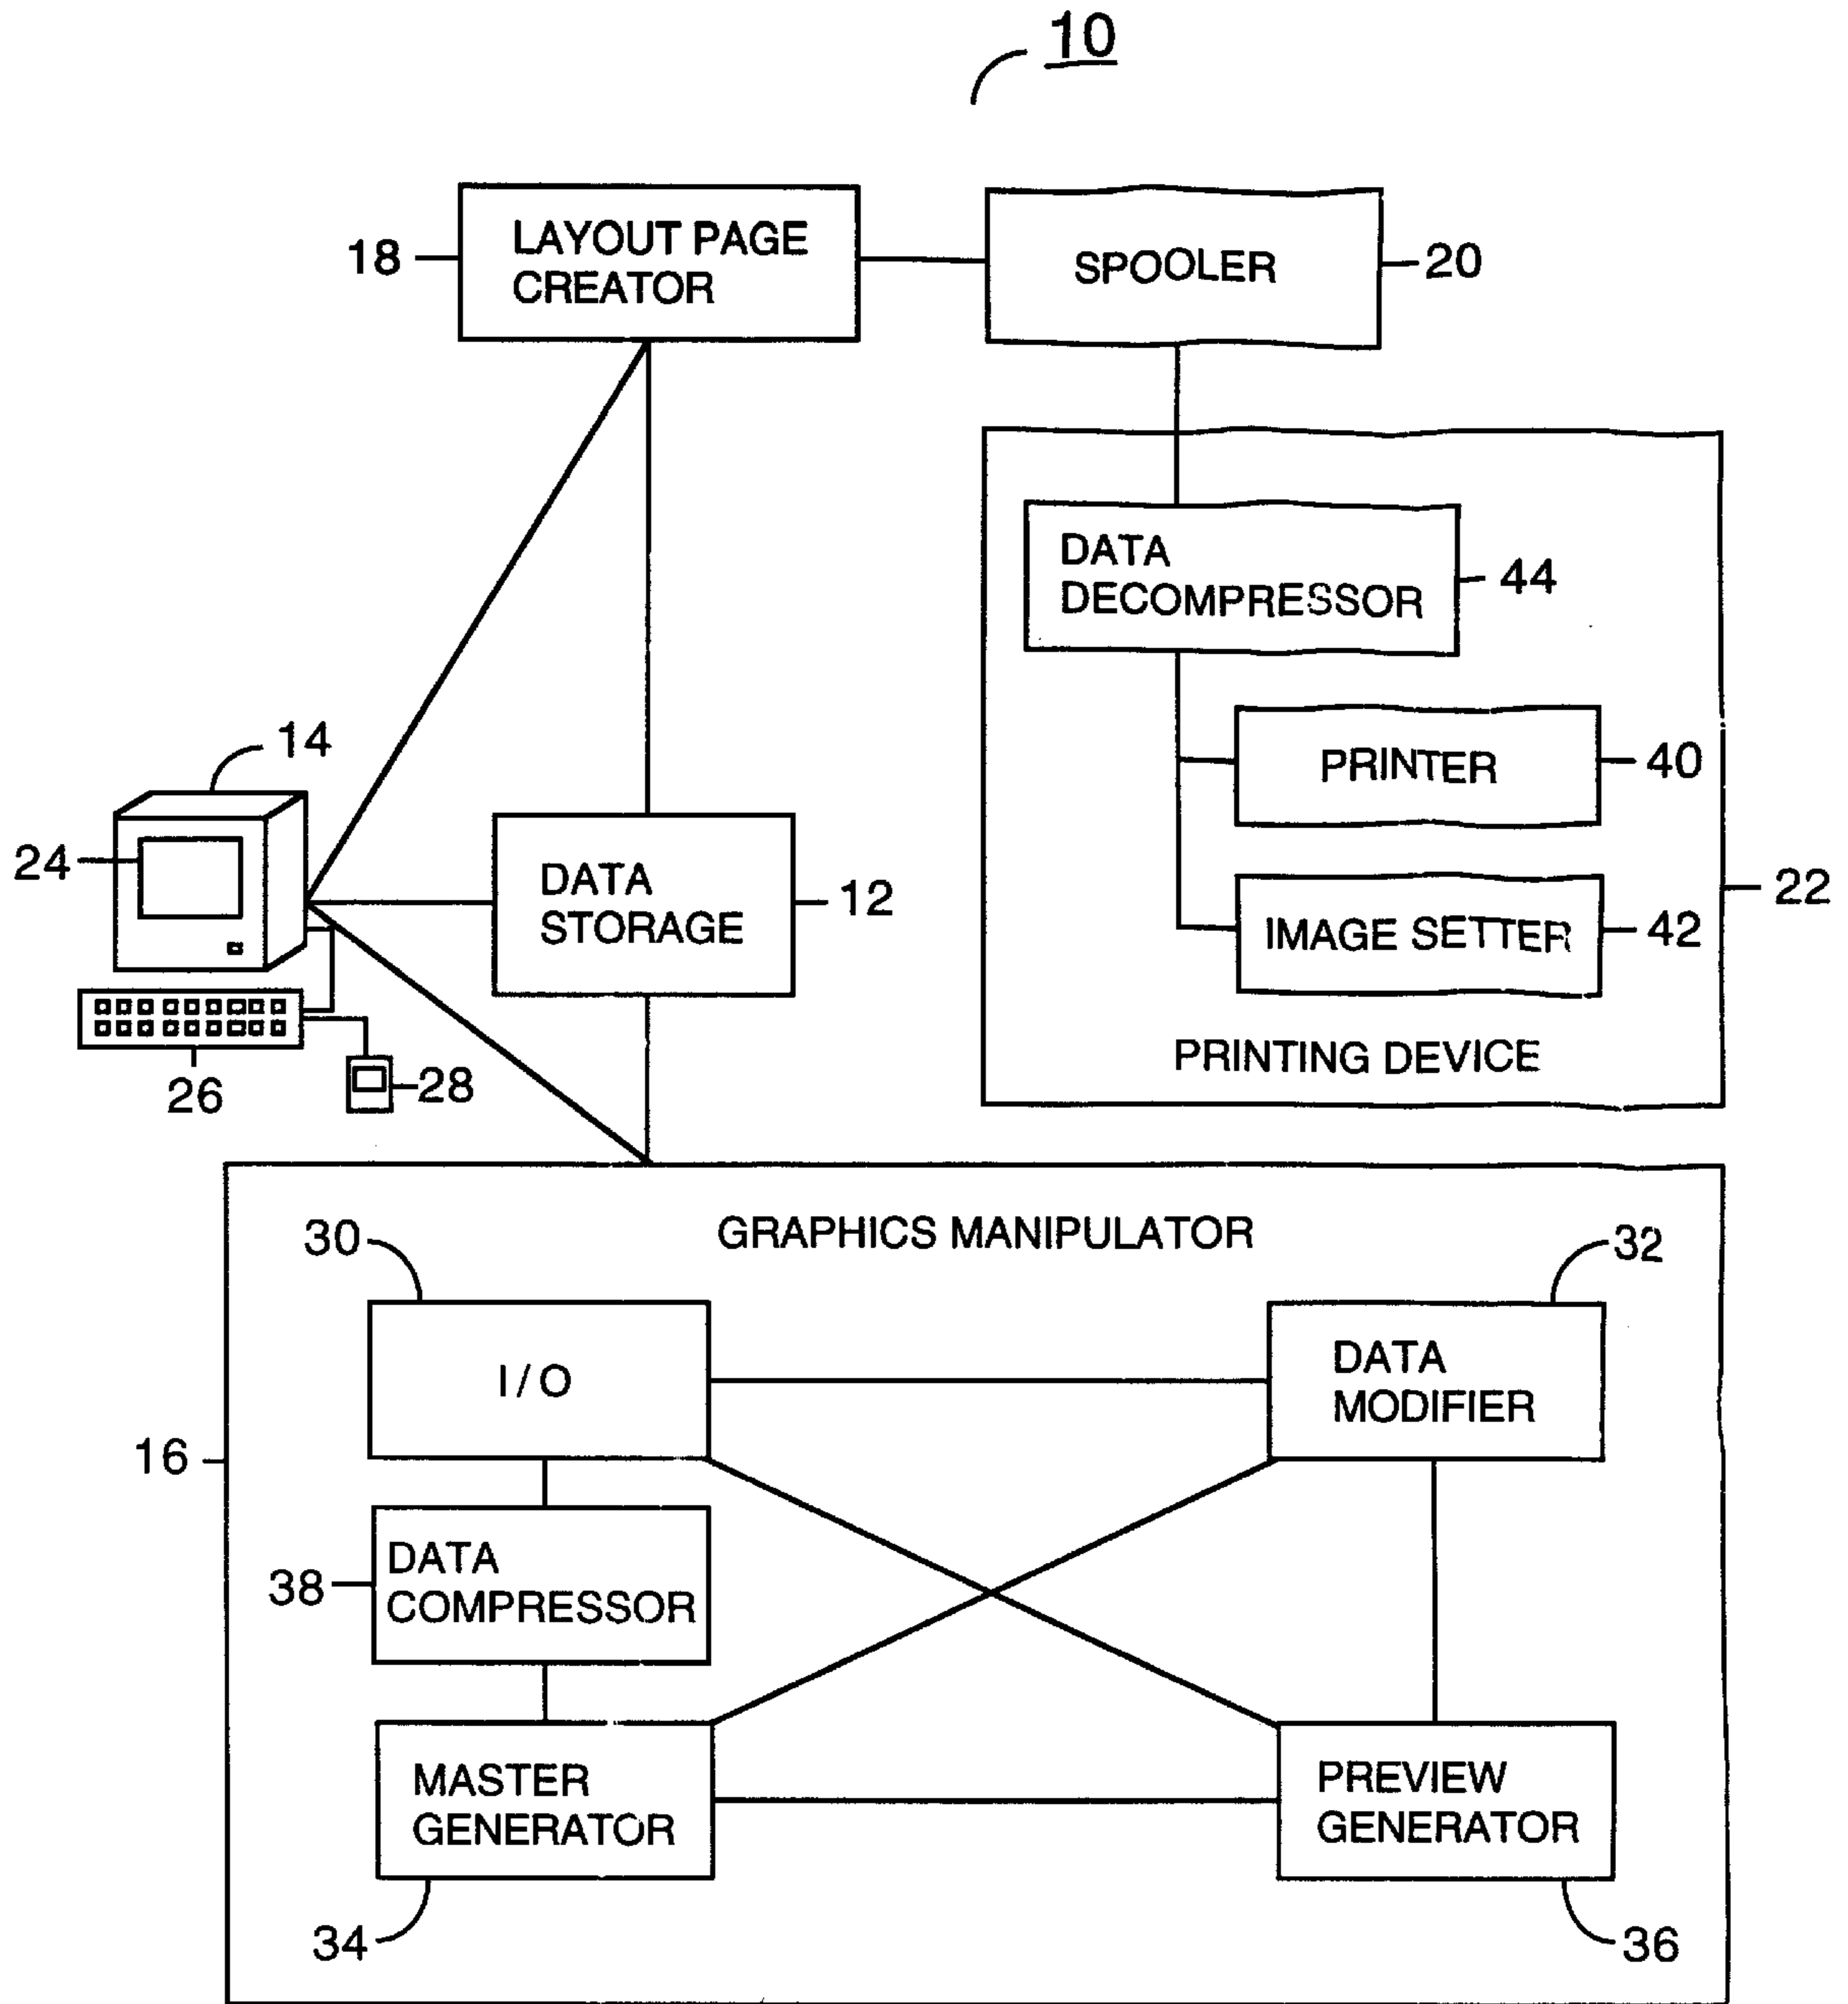 10
18
LAYOUT PAGE
CREATOR
SPOOLER
20
DATA
DECOMPRESSOR
44
14
PRINTER
40
24
DATA
STORAGE
12
IMAGE SETTER
42
22
26
28
PRINTING DEVICE
GRAPHICS MANIPULATOR
30
32
I/O
DATA
MODIFIER
16
38
DATA
COMPRESSOR
MASTER
GENERATOR
PREVIEW
GENERATOR
34
36